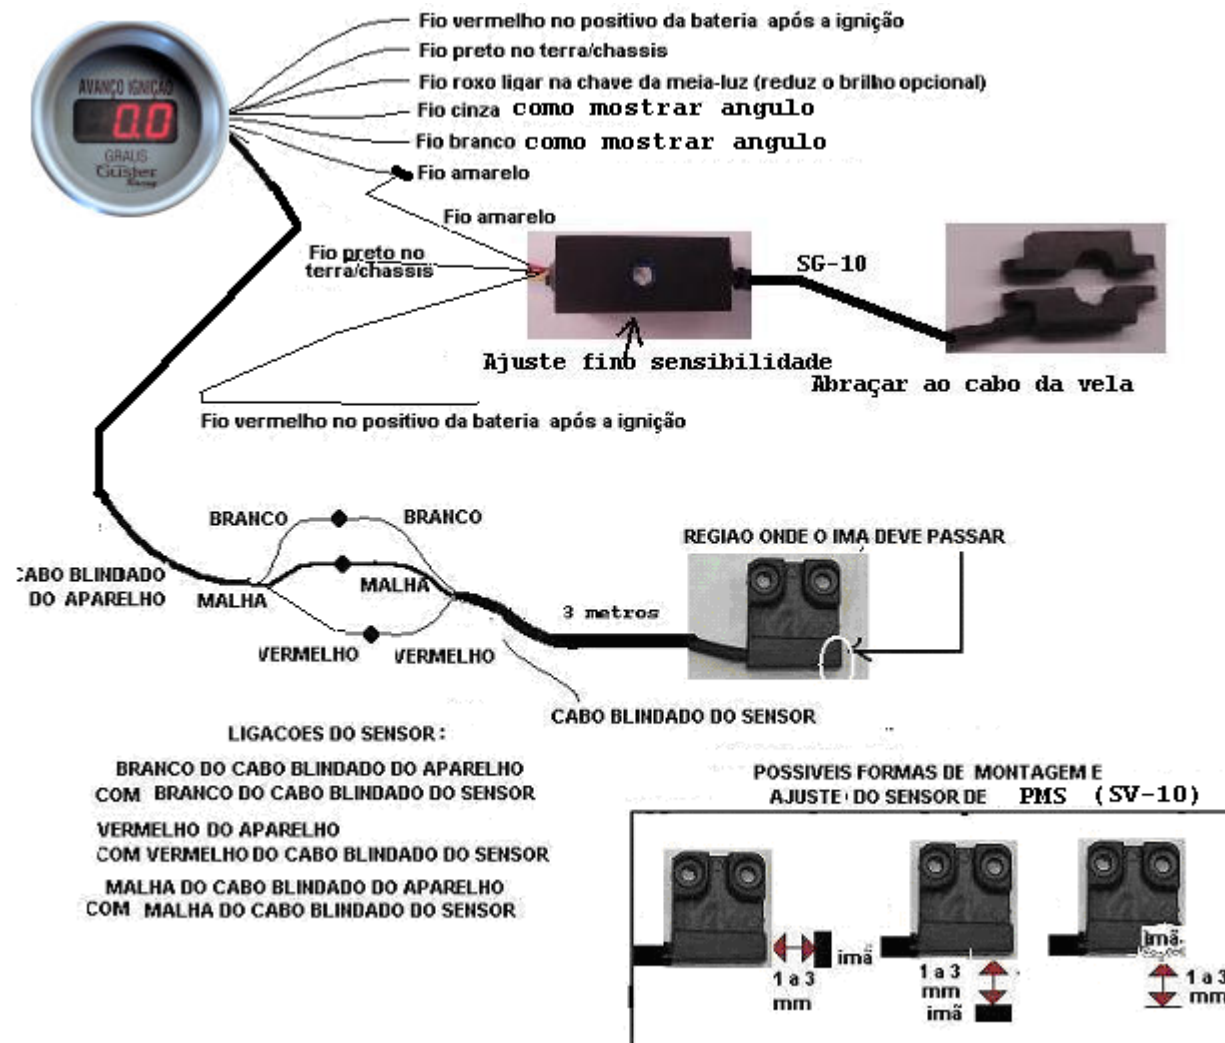 Fio vermelho no positivo da bateria após a ignição
Fio preto no terra/chassis
Fio roxo ligar na chave da meia-luz (reduz o brilho opcional)
Fio cinza como mostrar angulo
Fio branco como mostrar angulo
Fio amarelo
AVANÇO IGNIÇÃO
0.0
GRAUS
Guster
Racing
Fio amarelo
Fio preto no
terra/chassis
SG-10
Ajuste fino sensibilidade
Abraçar ao cabo da vela
Fio vermelho no positivo da bateria após a ignição
BRANCO
BRANCO
REGIAO ONDE O IMA DEVE PASSAR
CABO BLINDADO
DO APARELHO
MALHA
MALHA
3 metros
VERMELHO
VERMELHO
CABO BLINDADO DO SENSOR
LIGACOES DO SENSOR :
BRANCO DO CABO BLINDADO DO APARELHO
COM BRANCO DO CABO BLINDADO DO SENSOR
VERMELHO DO APARELHO
COM VERMELHO DO CABO BLINDADO DO SENSOR
MALHA DO CABO BLINDADO DO APARELHO
COM MALHA DO CABO BLINDADO DO SENSOR
POSSIVEIS FORMAS DE MONTAGEM E
AJUSTE DO SENSOR DE PMS (SV-10)
imã
1 a 3
mm
1 a 3
mm
imã
imã
1 a 3
mm